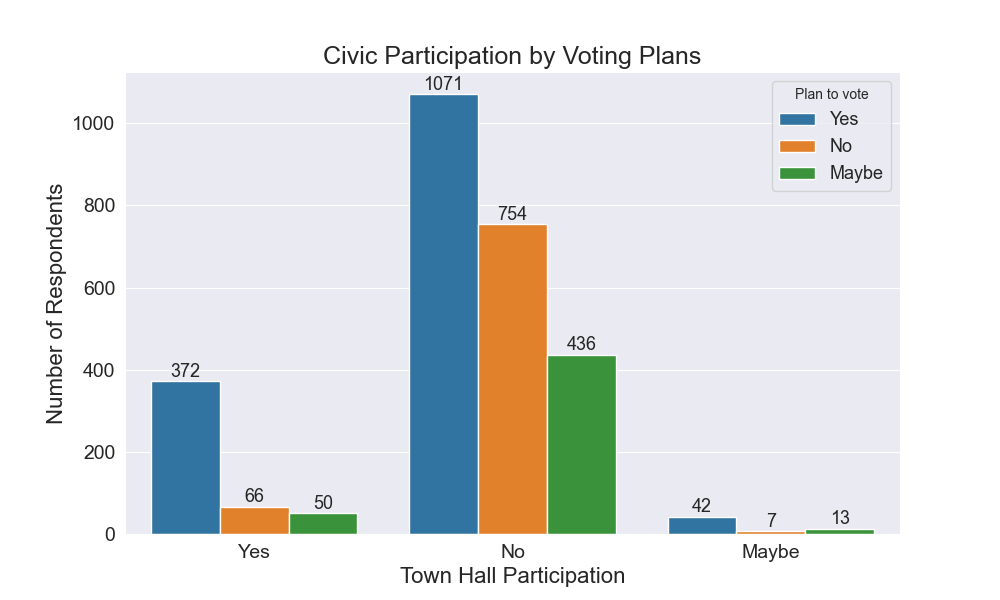 Civic Participation by Voting Plans
1071
Plan to vote
Yes
No
Maybe
1000
800
600
400
200
0
Number of Respondents
372
66
50
754
436
42
7
13
Yes
No
Maybe
Town Hall Participation